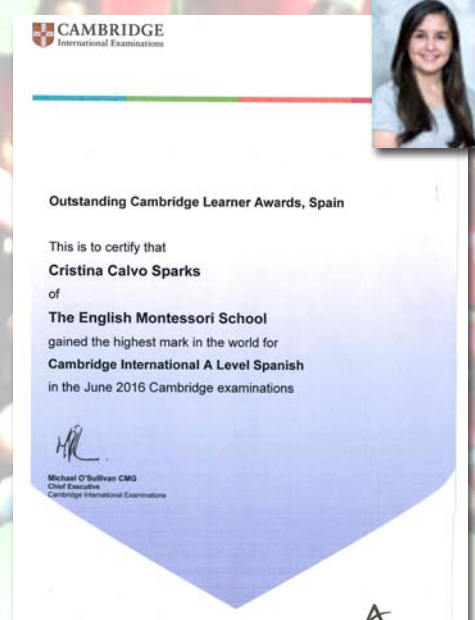 CAMBRIDGE
International Examinations
Outstanding Cambridge Learner Awards, Spain
This is to certify that
Cristina Calvo Sparks
of
The English Montessori School
gained the highest mark in the world for
Cambridge International A Level Spanish
in the June 2016 Cambridge examinations
Michael O'Sullivan CMG
Chief Executive
Cambridge International Examinations